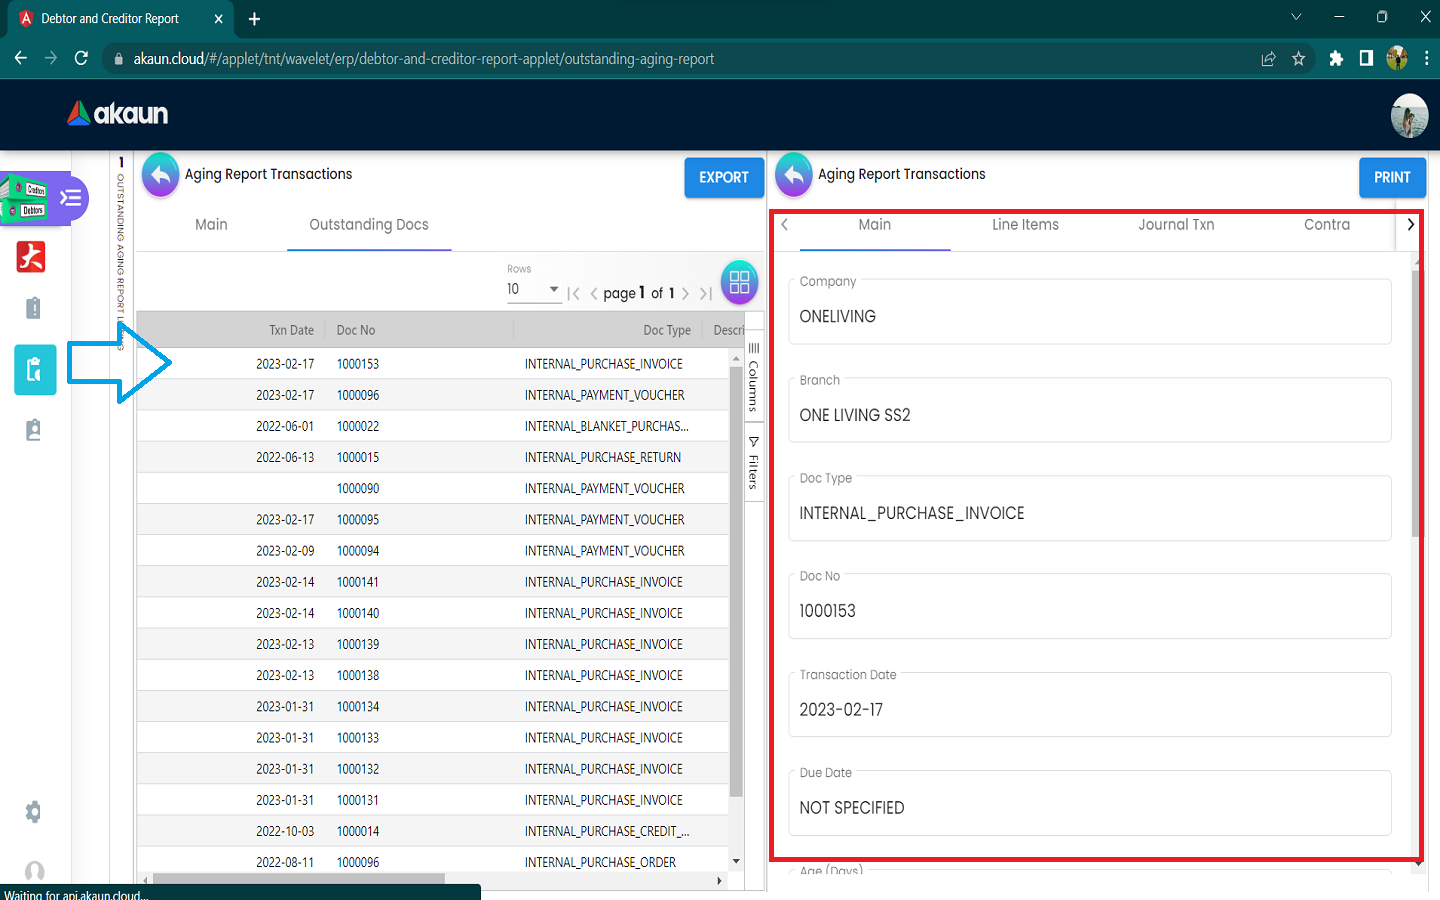 Debtor and Creditor Report
akaun.cloud/#/applet/tnt/wavelet/erp/debtor-and-creditor-report-applet/outstanding-aging-report
akaun
Creditors
Debtors
1
OUTSTANDING AGING REPORT LISTING
Aging Report Transactions
EXPORT
Main
Outstanding Docs
Rows
10
page 1 of 1
Txn Date Doc No Doc Type Descri
2023-02-17 1000153 INTERNAL_PURCHASE_INVOICE
2023-02-17 1000096 INTERNAL_PAYMENT_VOUCHER
2022-06-01 1000022 INTERNAL_BLANKET_PURCHAS...
2022-06-13 1000015 INTERNAL_PURCHASE_RETURN
1000090 INTERNAL_PAYMENT_VOUCHER
2023-02-17 1000095 INTERNAL_PAYMENT_VOUCHER
2023-02-09 1000094 INTERNAL_PAYMENT_VOUCHER
2023-02-14 1000141 INTERNAL_PURCHASE_INVOICE
2023-02-14 1000140 INTERNAL_PURCHASE_INVOICE
2023-02-13 1000139 INTERNAL_PURCHASE_INVOICE
2023-02-13 1000138 INTERNAL_PURCHASE_INVOICE
2023-01-31 1000134 INTERNAL_PURCHASE_INVOICE
2023-01-31 1000133 INTERNAL_PURCHASE_INVOICE
2023-01-31 1000132 INTERNAL_PURCHASE_INVOICE
2023-01-31 1000131 INTERNAL_PURCHASE_INVOICE
2022-10-03 1000014 INTERNAL_PURCHASE_CREDIT_...
2022-08-11 1000096 INTERNAL_PURCHASE_ORDER
Columns
Filters
Aging Report Transactions
PRINT
Main Line Items Journal Txn Contra
Company
ONELIVING
Branch
ONE LIVING SS2
Doc Type
INTERNAL_PURCHASE_INVOICE
Doc No
1000153
Transaction Date
2023-02-17
Due Date
NOT SPECIFIED
Age (Days)
Waiting for api.akaun.cloud...